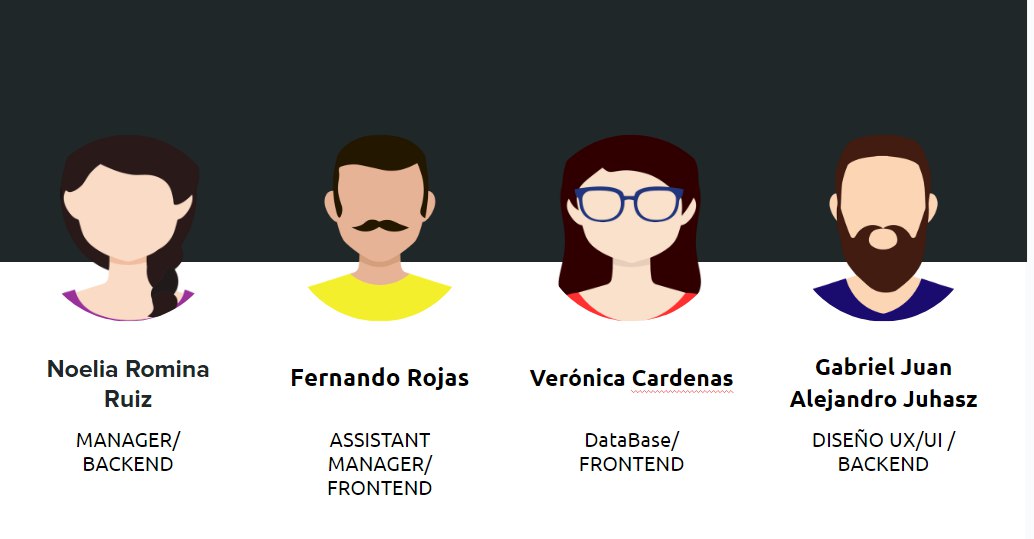 Noelia Romina
Ruiz
MANAGER/
BACKEND
Fernando Rojas
ASSISTANT
MANAGER/
FRONTEND
Verónica Cardenas
DataBase/
FRONTEND
Gabriel Juan
Alejandro Juhasz
DISEÑO UX/UI /
BACKEND